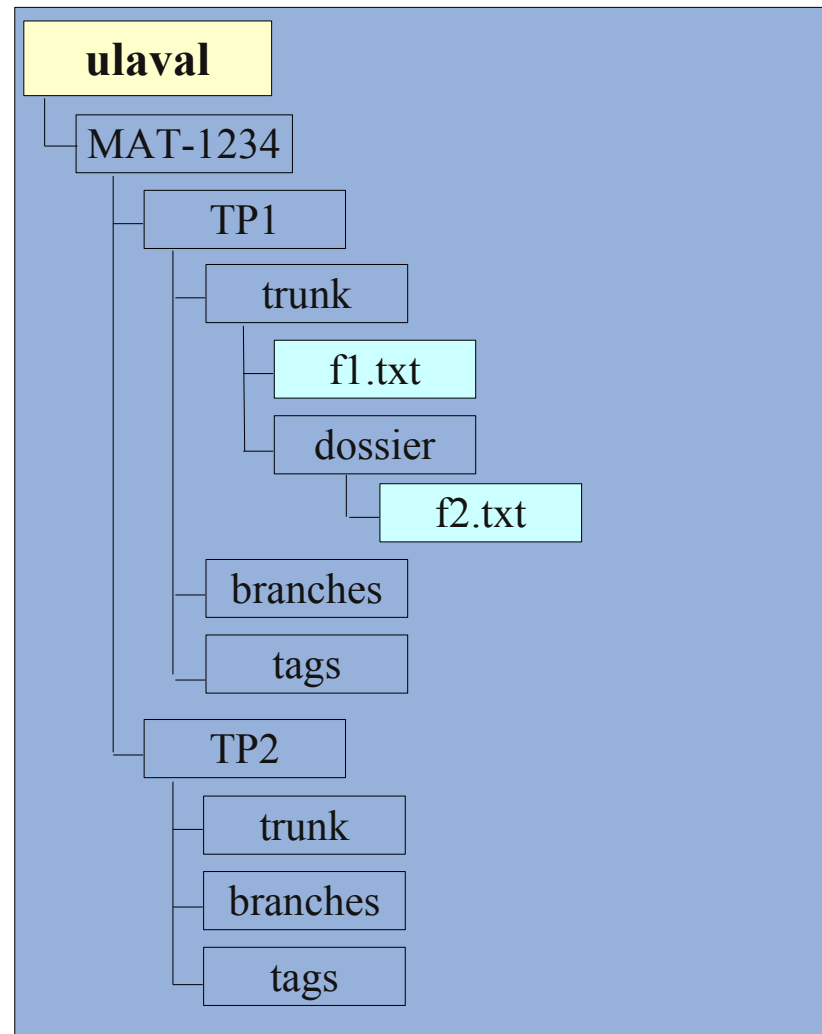 ulaval
MAT-1234
TP1
trunk
f1.txt
dossier
f2.txt
branches
tags
TP2
trunk
branches
tags